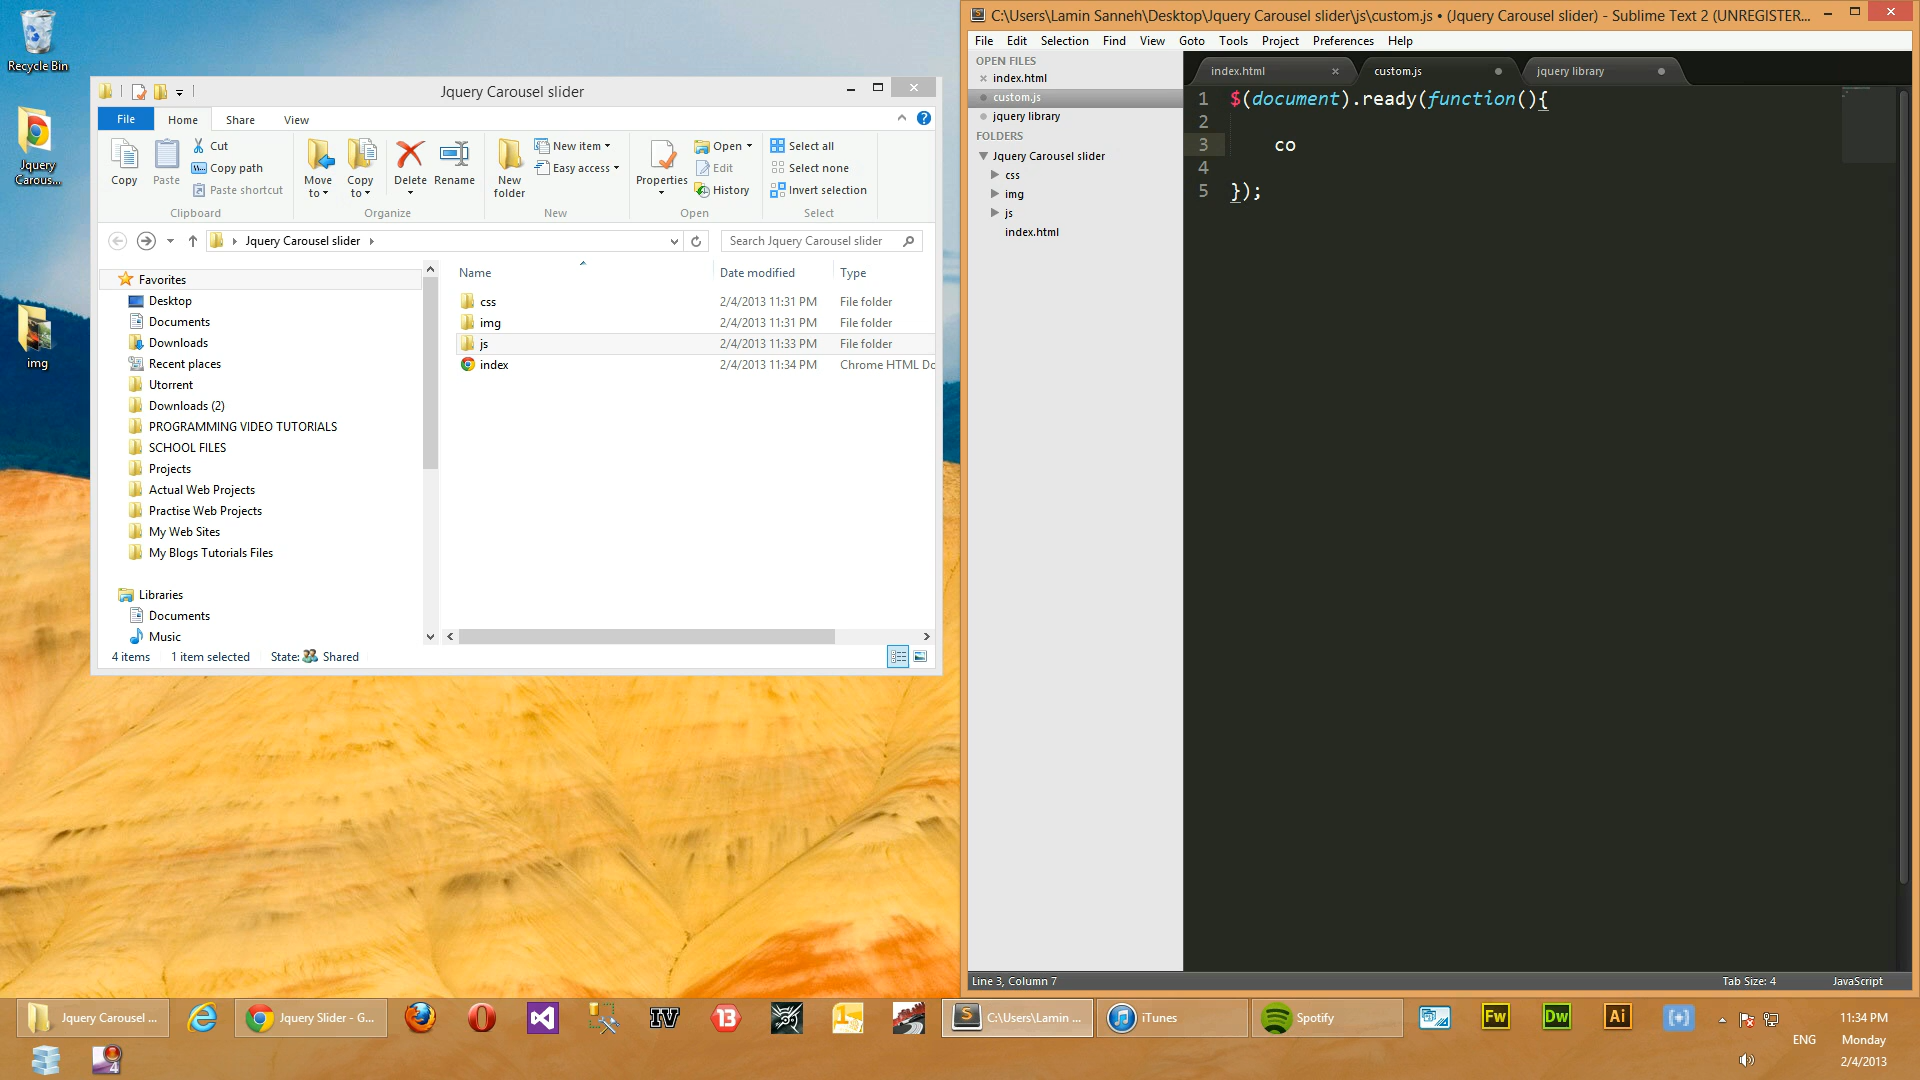 Recycle Bin
Jquery
Carous...
img
Jquery Carousel slider
File
Home
Share
View
Copy
Paste
Cut
Copy path
Paste shortcut
Clipboard
Move to
Copy to
Delete
Rename
Organize
New folder
New item
Easy access
New
Properties
Open
Edit
History
Open
Select all
Select none
Invert selection
Select
Jquery Carousel slider
Search Jquery Carousel slider
Favorites
Desktop
Documents
Downloads
Recent places
Utorrent
Downloads (2)
PROGRAMMING VIDEO TUTORIALS
SCHOOL FILES
Projects
Actual Web Projects
Practise Web Projects
My Web Sites
My Blogs Tutorials Files
Libraries
Documents
Music
Name Date modified Type
css 2/4/2013 11:31 PM File folder
img 2/4/2013 11:31 PM File folder
js 2/4/2013 11:33 PM File folder
index 2/4/2013 11:34 PM Chrome HTML Do
4 items 1 item selected State: Shared
C:\Users\Lamin Sanneh\Desktop\Jquery Carousel slider\js\custom.js • (Jquery Carousel slider) - Sublime Text 2 (UNREGISTER...
File Edit Selection Find View Goto Tools Project Preferences Help
OPEN FILES
index.html
custom.js
jquery library
FOLDERS
Jquery Carousel slider
css
img
js
index.html
index.html custom.js jquery library
1 $(document).ready(function(){
2
3 co
4
5 });
Line 3, Column 7 Tab Size: 4 JavaScript
Jquery Carousel ...
Jquery Slider - G...
IV
13
S
C:\Users\Lamin ...
iTunes
Spotify
Fw
Dw
Ai
ENG
11:34 PM
Monday
2/4/2013
4